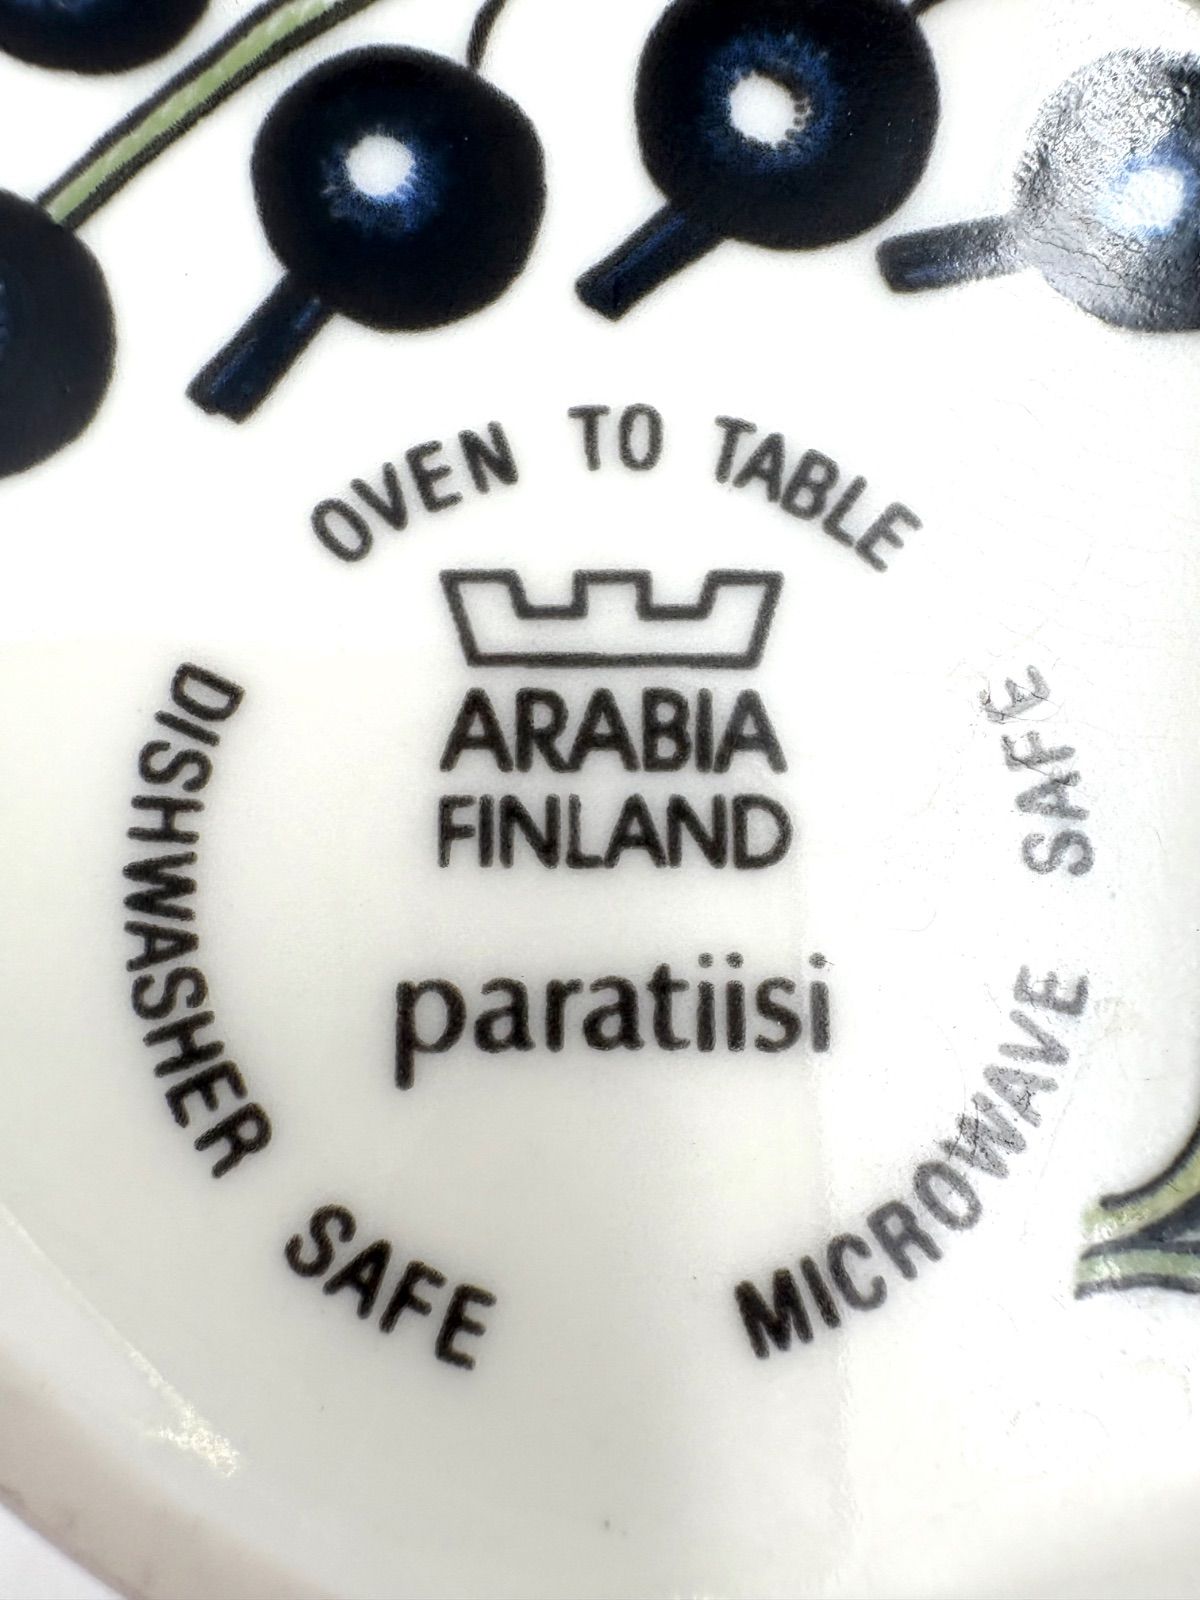 OVEN TO TABLE
ARABIA
FINLAND
paratiisi
DISHWASHER SAFE
MICROWAVE SAFE